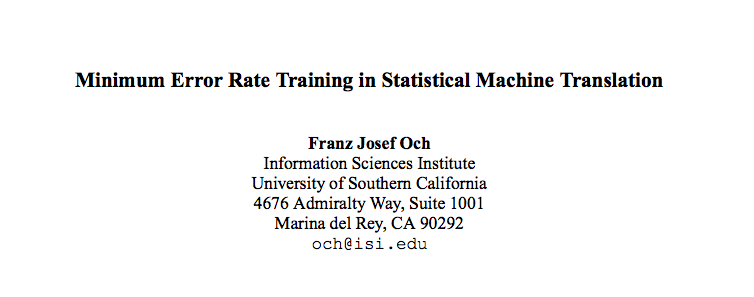 Minimum Error Rate Training in Statistical Machine Translation
Franz Josef Och
Information Sciences Institute
University of Southern California
4676 Admiralty Way, Suite 1001
Marina del Rey, CA 90292
och@isi.edu